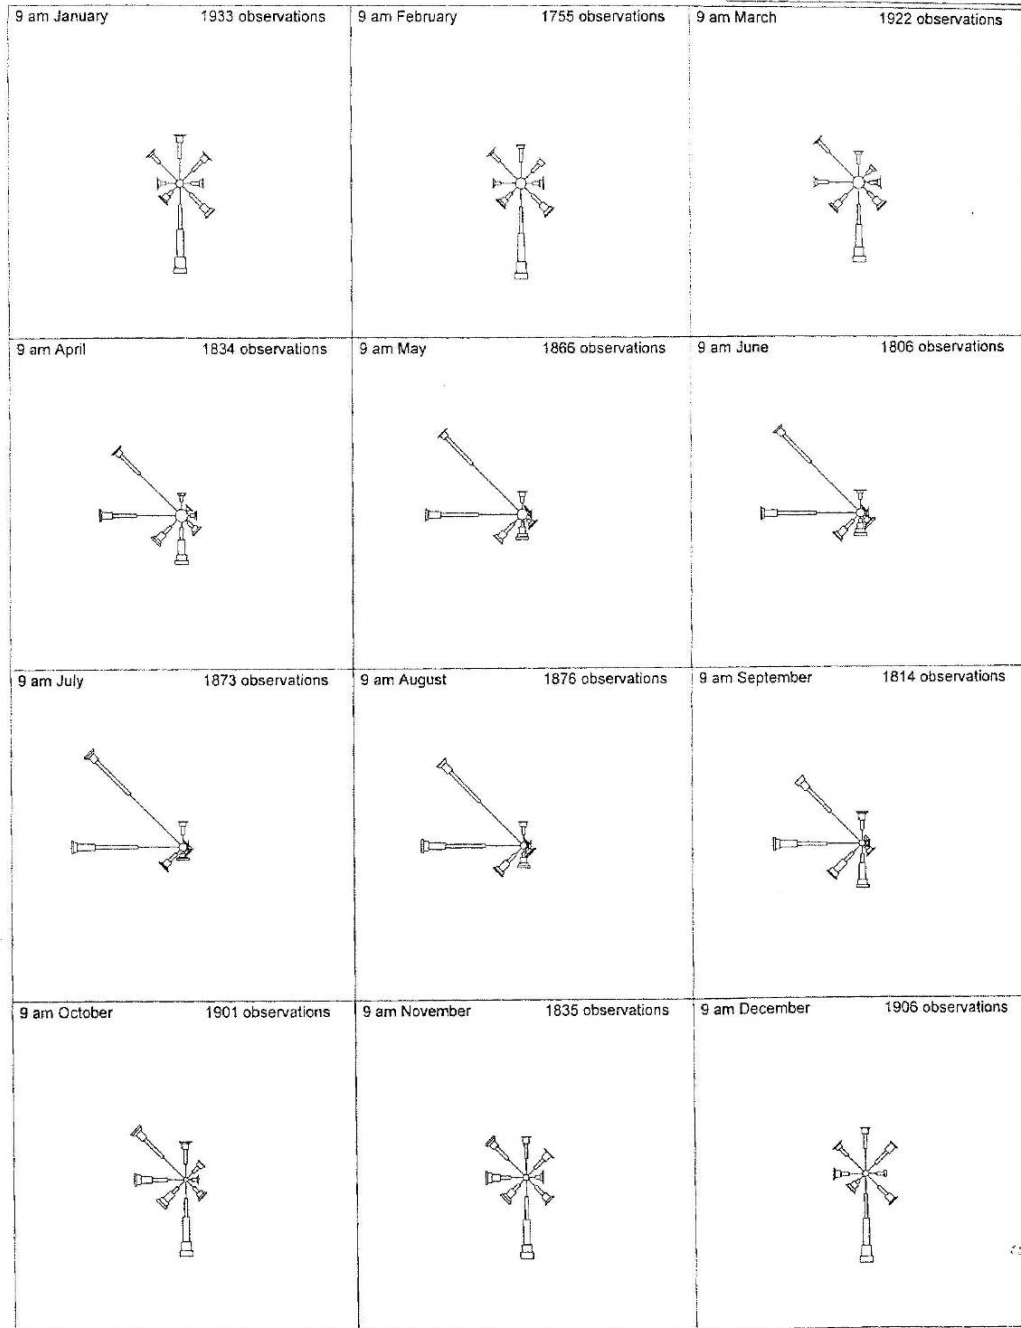 9 am January 1933 observations
9 am February 1755 observations
9 am March 1922 observations
9 am April 1834 observations
9 am May 1866 observations
9 am June 1806 observations
9 am July 1873 observations
9 am August 1876 observations
9 am September 1814 observations
9 am October 1901 observations
9 am November 1835 observations
9 am December 1906 observations